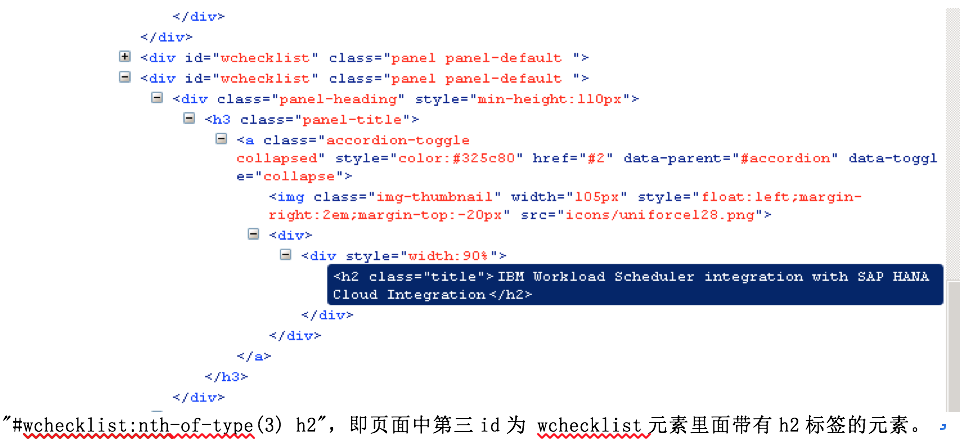 </div>
</div>
<div id="wchecklist" class="panel panel-default ">
<div id="wchecklist" class="panel panel-default ">
<div class="panel-heading" style="min-height:110px">
<h3 class="panel-title">
<a class="accordion-toggle
collapsed" style="color:#325c80" href="#2" data-parent="#accordion" data-toggl
e="collapse">
<img class="img-thumbnail" width="105px" style="float:left;margin-
right:2em;margin-top:-20px" src="icons/uniforce128.png">
<div>
<div style="width:90%">
<h2 class="title">IBM Workload Scheduler integration with SAP HANA
Cloud Integration</h2>
</div>
</div>
</a>
</h3>
</div>
"#wchecklist:nth-of-type(3) h2"，即页面中第三 id 为 wchecklist 元素里面带有 h2 标签的元素。